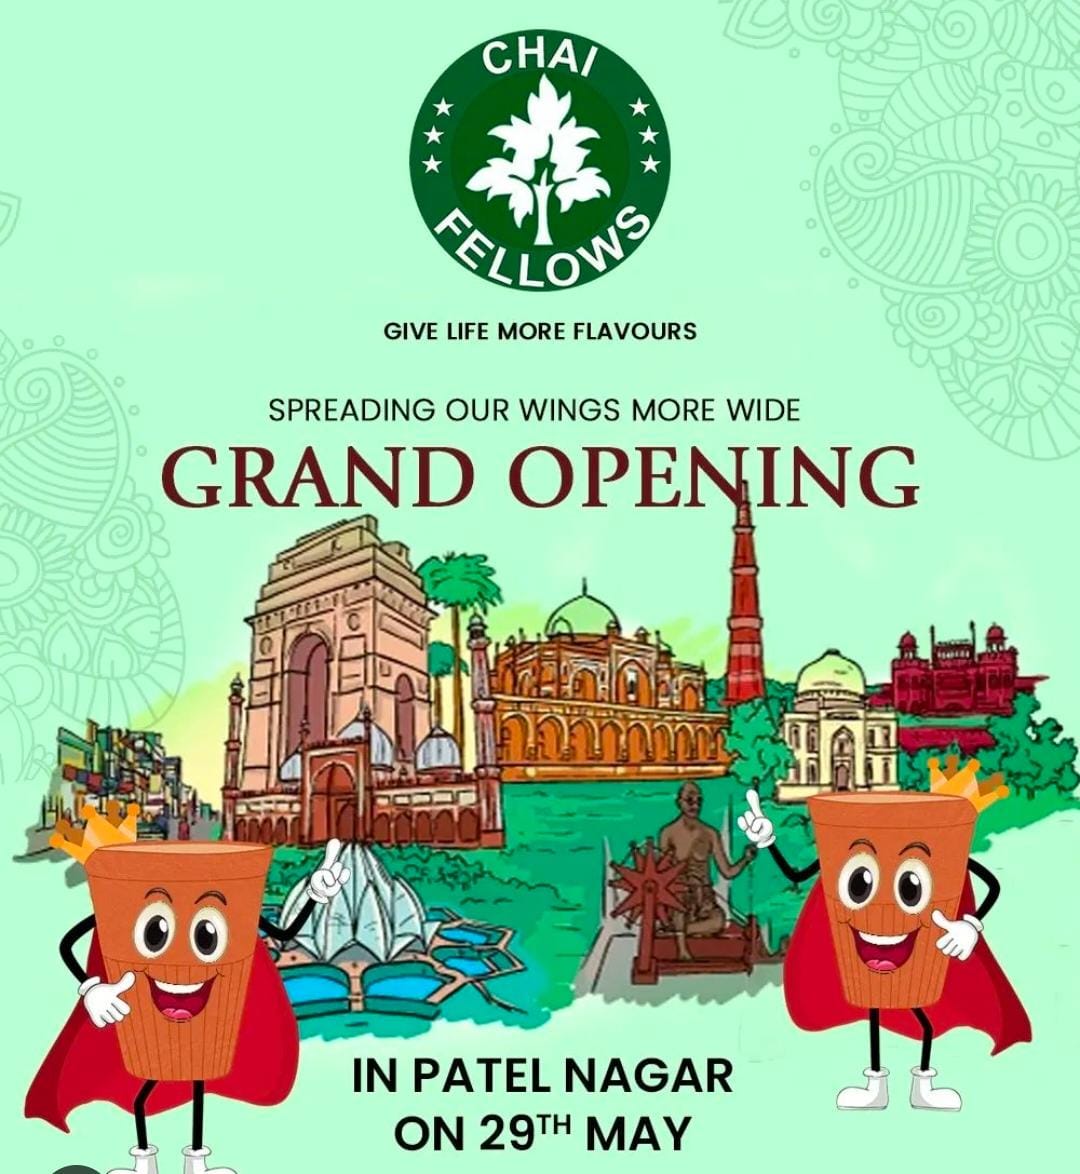 CHAI
FELLOWS
GIVE LIFE MORE FLAVOURS
SPREADING OUR WINGS MORE WIDE
GRAND OPENING
IN PATEL NAGAR
ON 29TH MAY